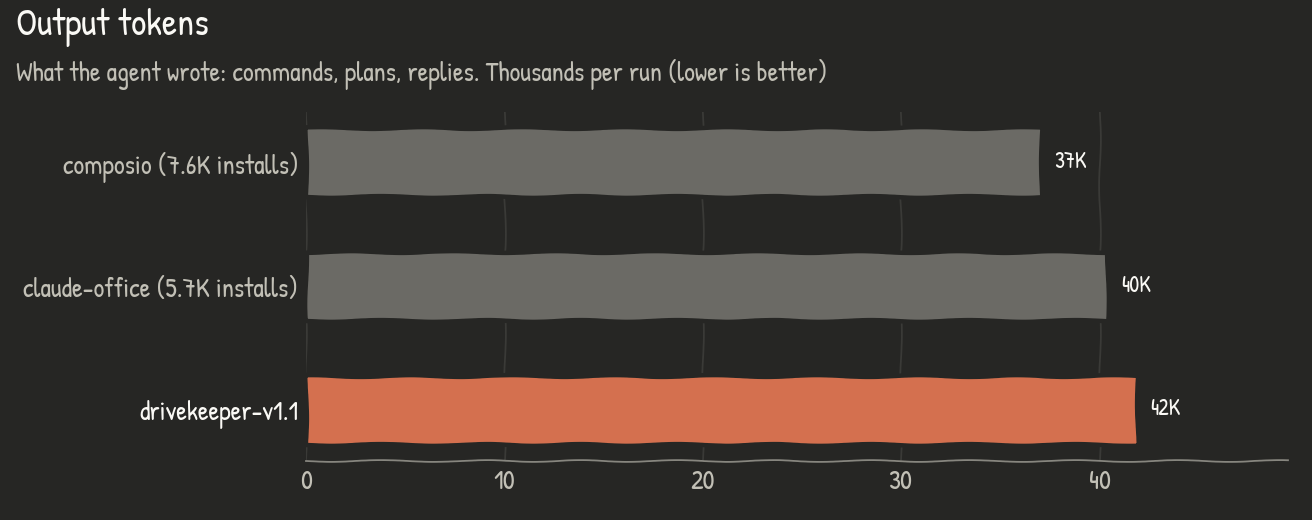 Output tokens
What the agent wrote: commands, plans, replies. Thousands per run (lower is better)
composio (7.6K installs)
37K
claude-office (5.7K installs)
40K
drivekeeper-v1.1
42K
0 10 20 30 40